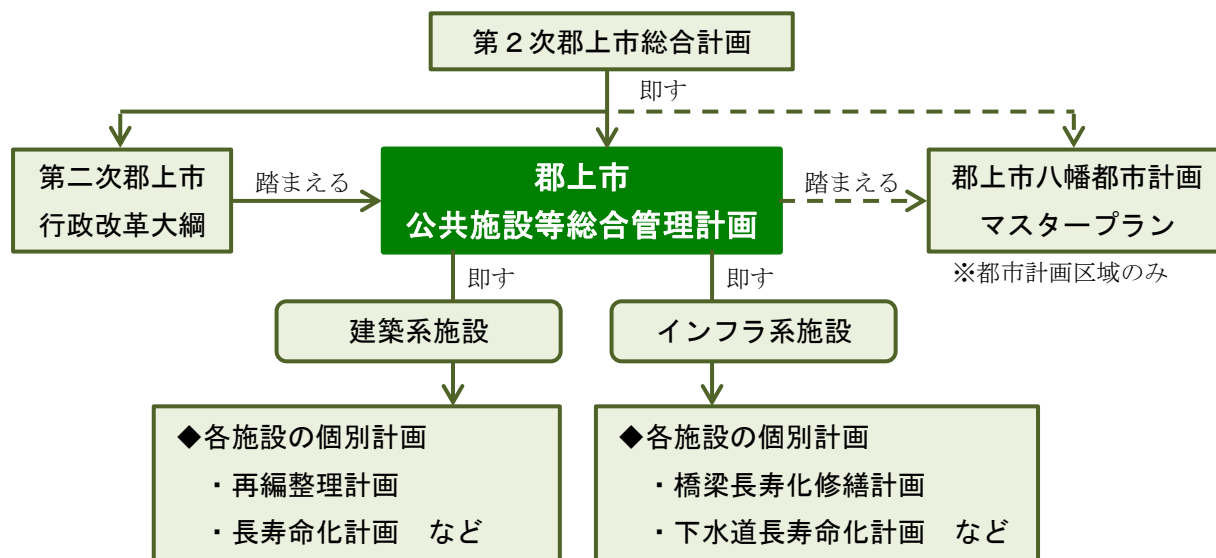 第２次郡上市総合計画
即す
第二次郡上市
行政改革大綱
踏まえる
郡上市
公共施設等総合管理計画
踏まえる
郡上市八幡都市計画
マスタープラン
※都市計画区域のみ
即す
即す
建築系施設
インフラ系施設
◆各施設の個別計画
・再編整理計画
・長寿命化計画　など
◆各施設の個別計画
・橋梁長寿化修繕計画
・下水道長寿命化計画　など